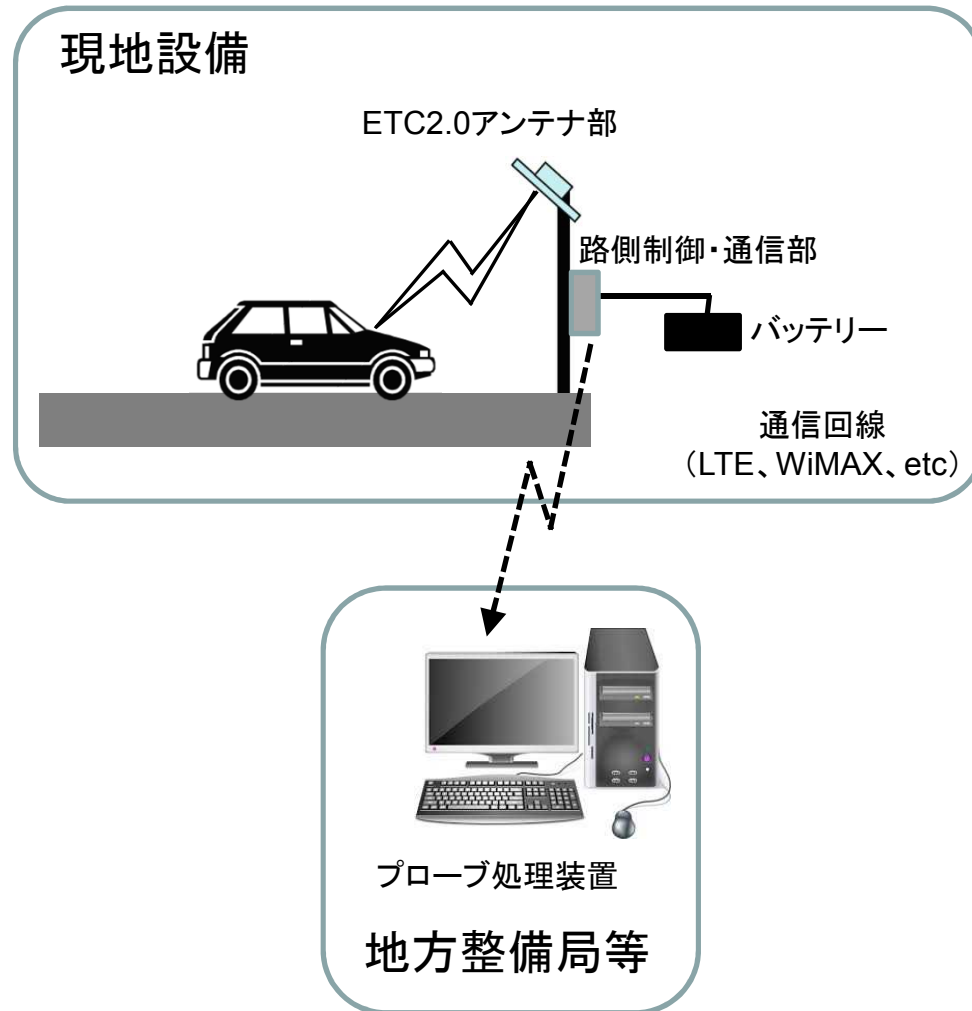 現地設備
ETC2.0アンテナ部
路側制御・通信部
バッテリー
通信回線
（LTE、WiMAX、etc）
プローブ処理装置
地方整備局等